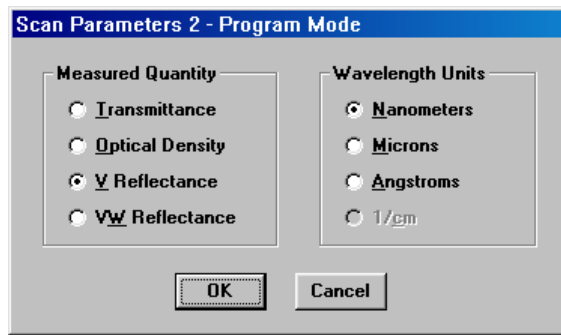 Scan Parameters 2 - Program Mode
Measured Quantity
Transmittance
Optical Density
V Reflectance
VW Reflectance
Wavelength Units
Nanometers
Microns
Angstroms
1/cm
OK
Cancel